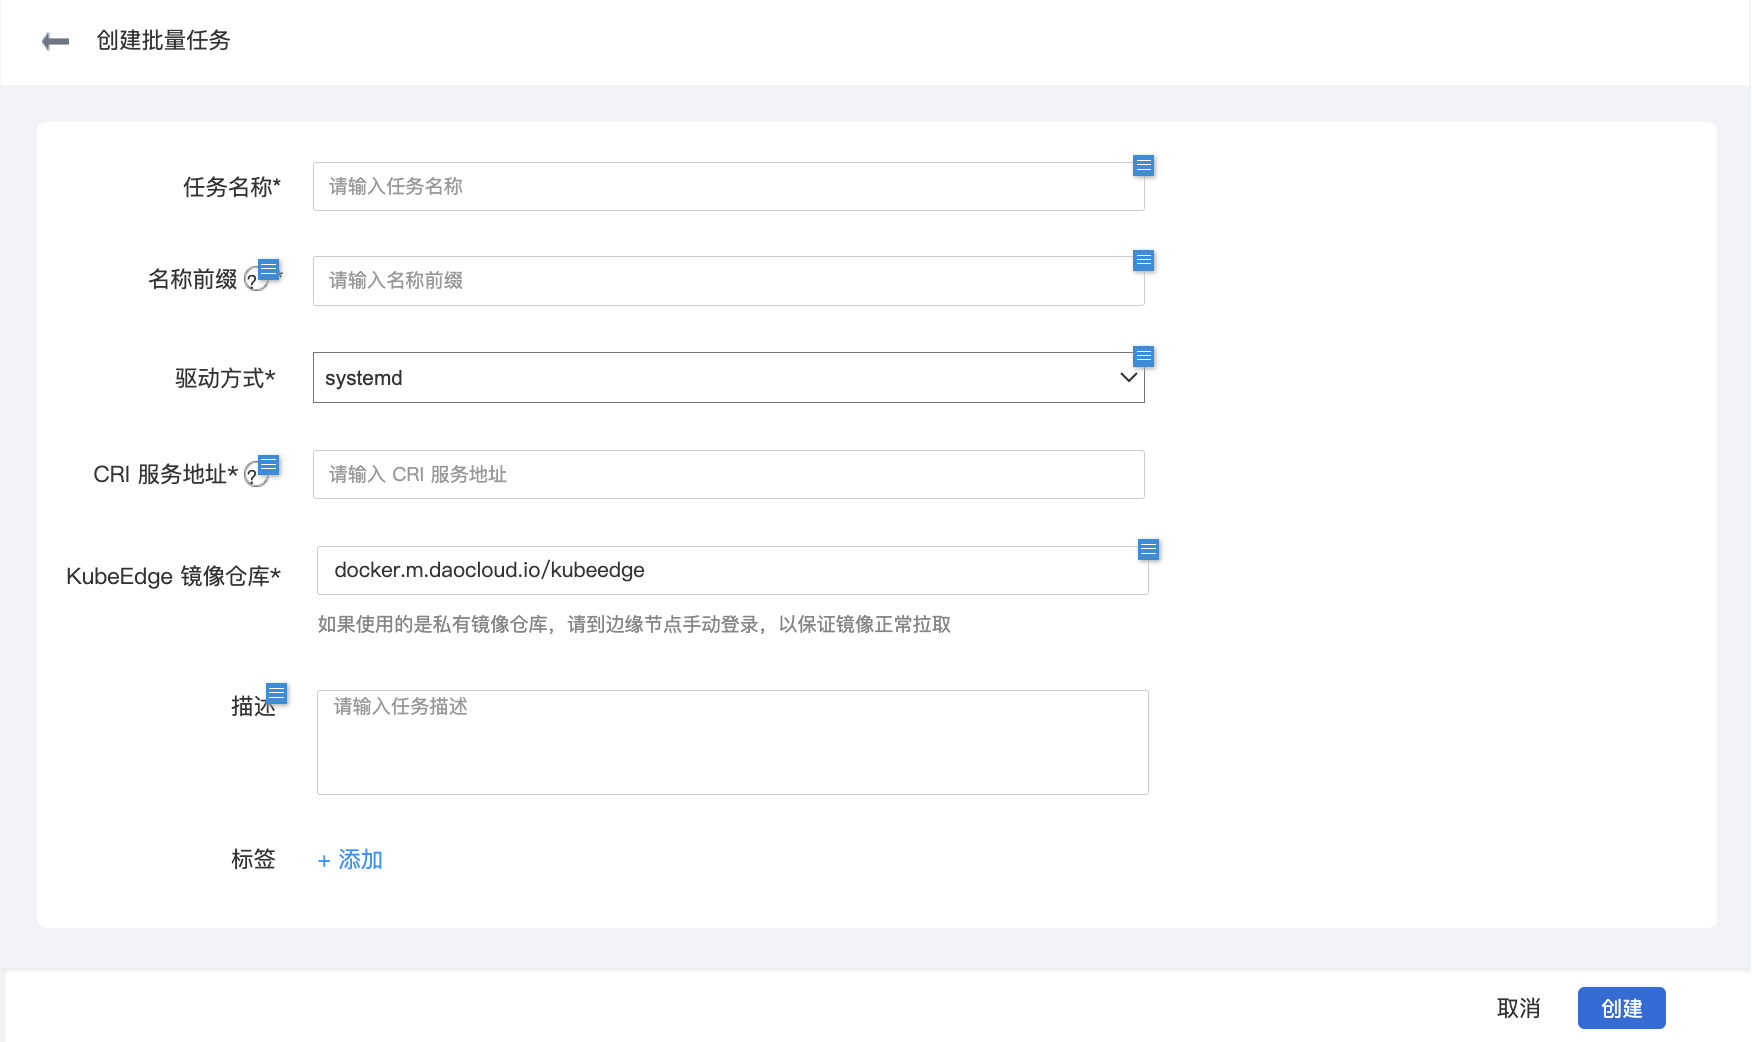 创建批量任务
任务名称*
请输入任务名称
名称前缀 ? *
请输入名称前缀
驱动方式*
systemd
CRI 服务地址* ?
请输入 CRI 服务地址
KubeEdge 镜像仓库*
docker.m.daocloud.io/kubeedge
如果使用的是私有镜像仓库，请到边缘节点手动登录，以保证镜像正常拉取
描述
请输入任务描述
标签
+ 添加
取消
创建